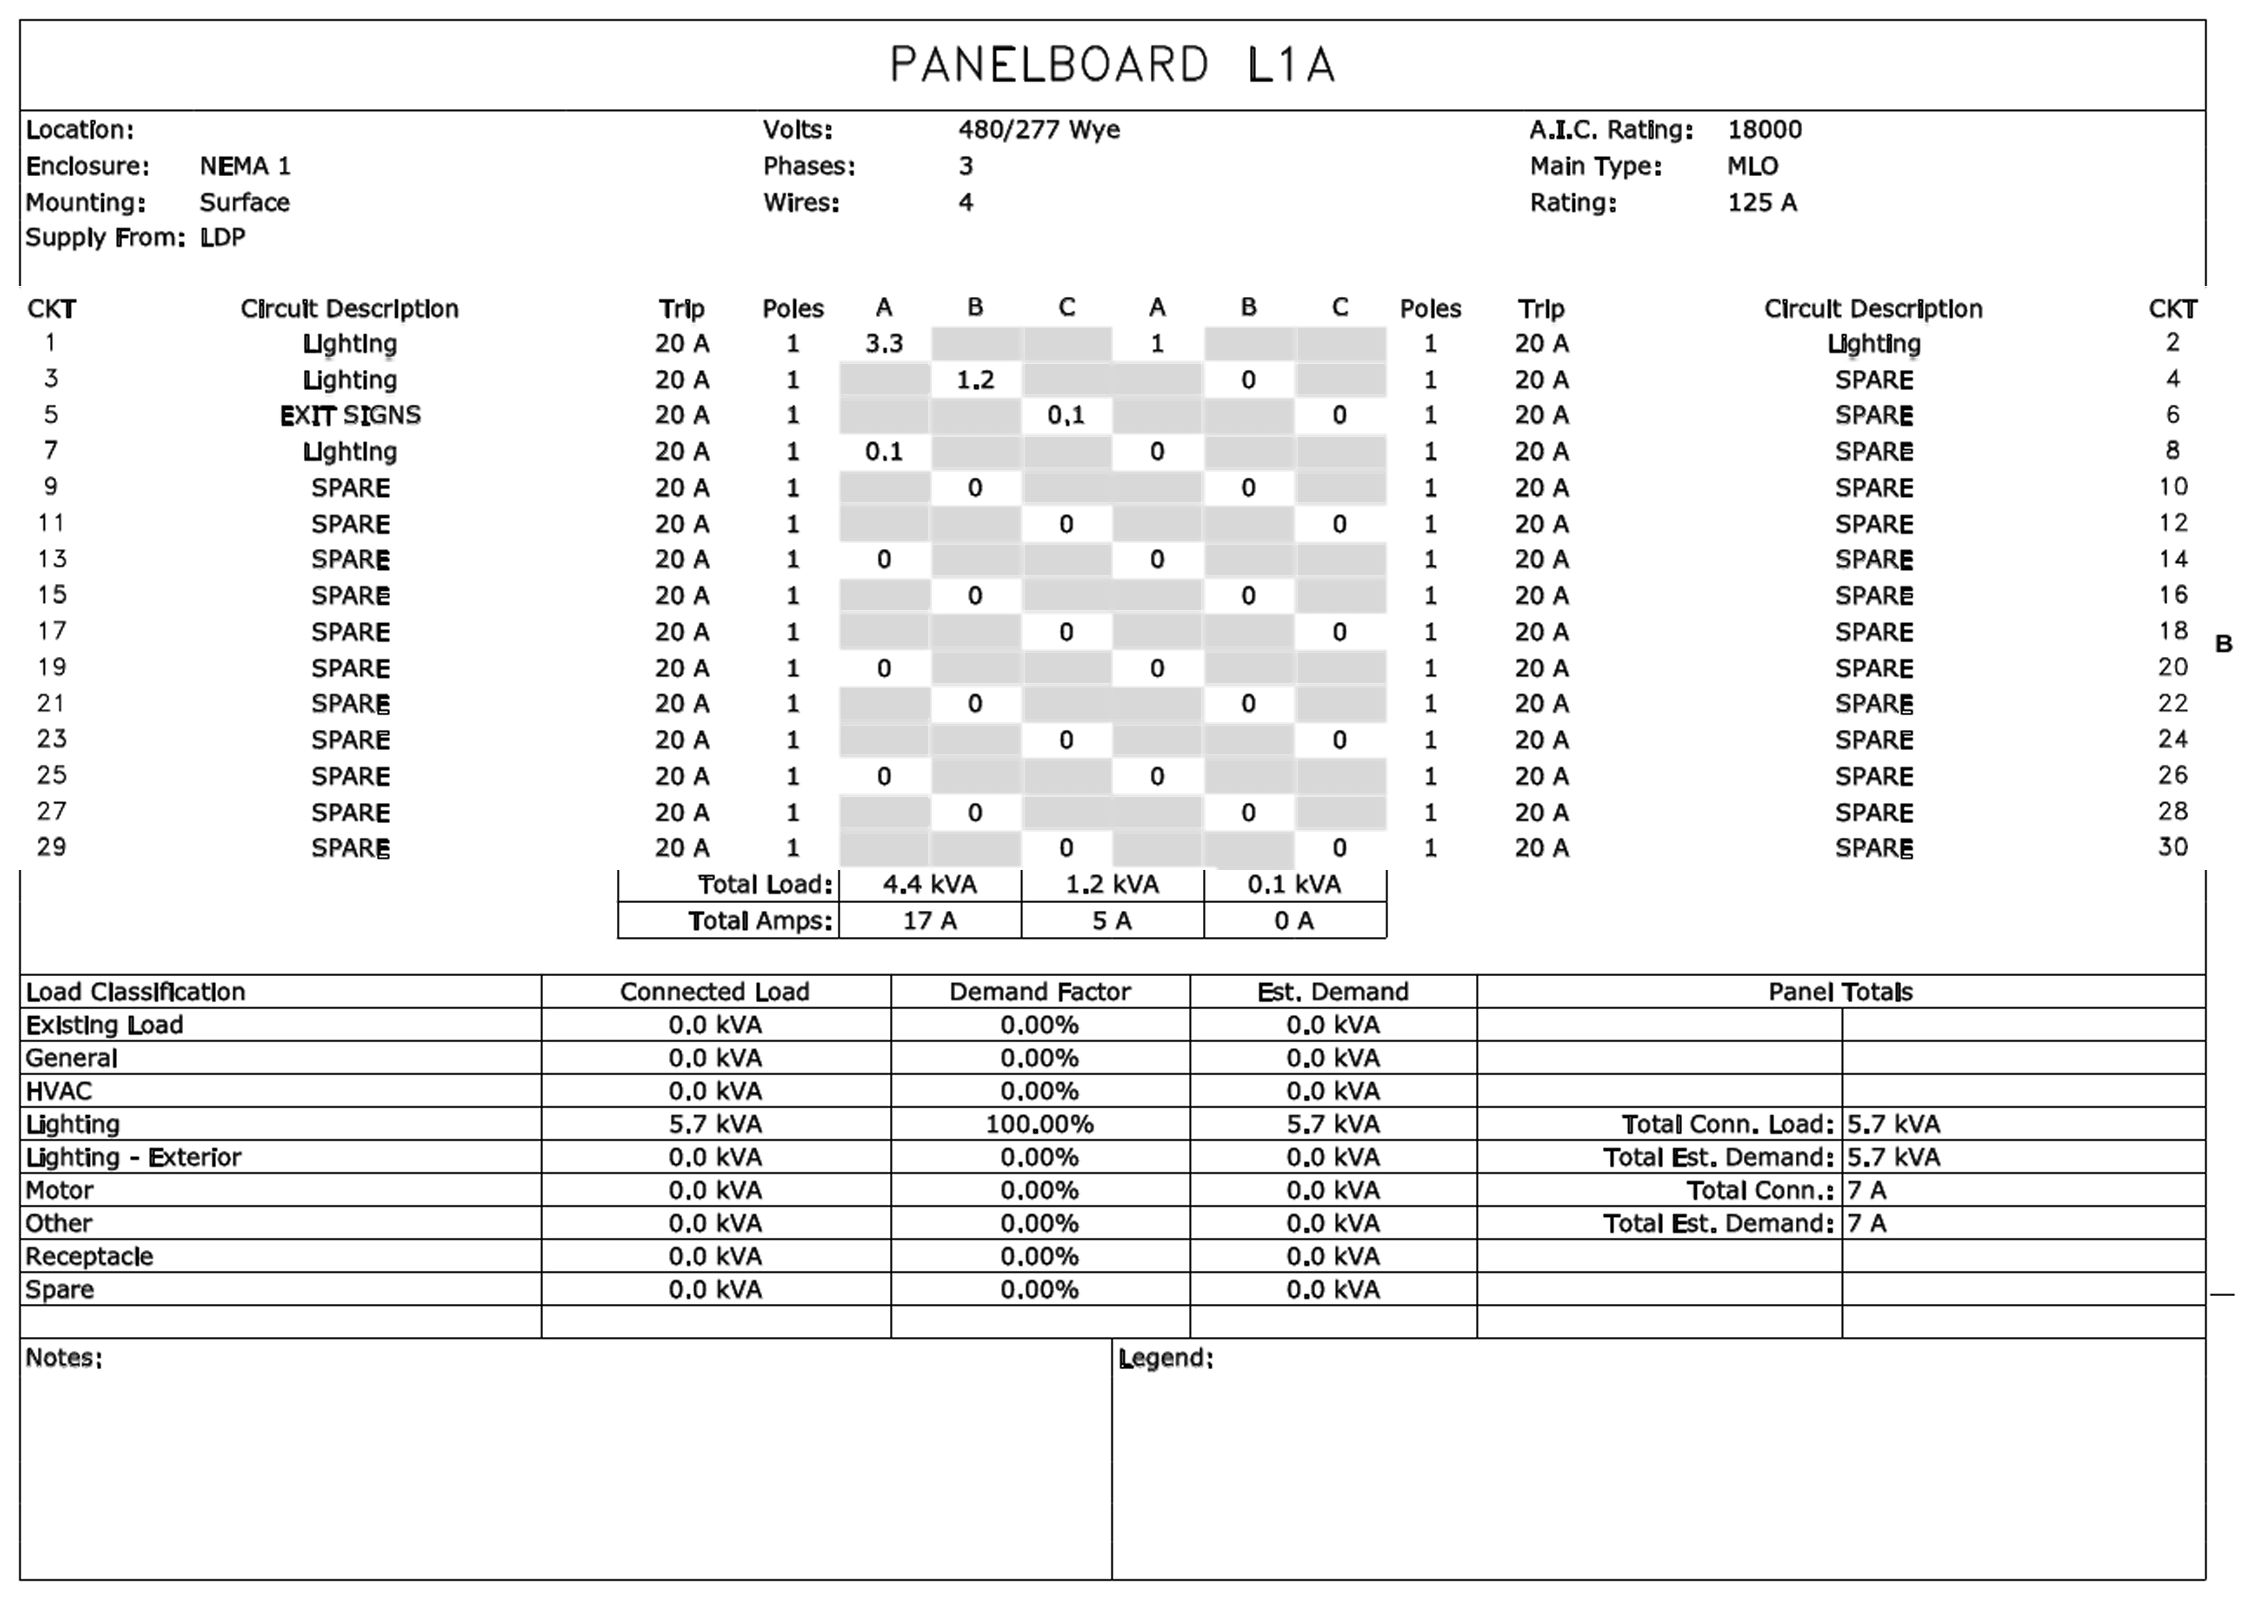 PANELBOARD L1A
Location: Volts: 480/277 Wye A.I.C. Rating: 18000
Enclosure: NEMA 1 Phases: 3 Main Type: MLO
Mounting: Surface Wires: 4 Rating: 125 A
Supply From: LDP
CKT Circuit Description Trip Poles A B C A B C Poles Trip Circuit Description CKT
1 Lighting 20 A 1 3.3 1 1 20 A Lighting 2
3 Lighting 20 A 1 1.2 0 1 20 A SPARE 4
5 EXIT SIGNS 20 A 1 0.1 0 1 20 A SPARE 6
7 Lighting 20 A 1 0.1 0 1 20 A SPARE 8
9 SPARE 20 A 1 0 0 1 20 A SPARE 10
11 SPARE 20 A 1 0 0 1 20 A SPARE 12
13 SPARE 20 A 1 0 0 1 20 A SPARE 14
15 SPARE 20 A 1 0 0 1 20 A SPARE 16
17 SPARE 20 A 1 0 0 1 20 A SPARE 18
B
19 SPARE 20 A 1 0 0 1 20 A SPARE 20
21 SPARE 20 A 1 0 0 1 20 A SPARE 22
23 SPARE 20 A 1 0 0 1 20 A SPARE 24
25 SPARE 20 A 1 0 0 1 20 A SPARE 26
27 SPARE 20 A 1 0 0 1 20 A SPARE 28
29 SPARE 20 A 1 0 0 1 20 A SPARE 30
Total Load: 4.4 kVA 1.2 kVA 0.1 kVA
Total Amps: 17 A 5 A 0 A
Load Classification Connected Load Demand Factor Est. Demand Panel Totals
Existing Load 0.0 kVA 0.00% 0.0 kVA
General 0.0 kVA 0.00% 0.0 kVA
HVAC 0.0 kVA 0.00% 0.0 kVA
Lighting 5.7 kVA 100.00% 5.7 kVA Total Conn. Load: 5.7 kVA
Lighting - Exterior 0.0 kVA 0.00% 0.0 kVA Total Est. Demand: 5.7 kVA
Motor 0.0 kVA 0.00% 0.0 kVA Total Conn.: 7 A
Other 0.0 kVA 0.00% 0.0 kVA Total Est. Demand: 7 A
Receptacle 0.0 kVA 0.00% 0.0 kVA
Spare 0.0 kVA 0.00% 0.0 kVA
Notes: Legend: